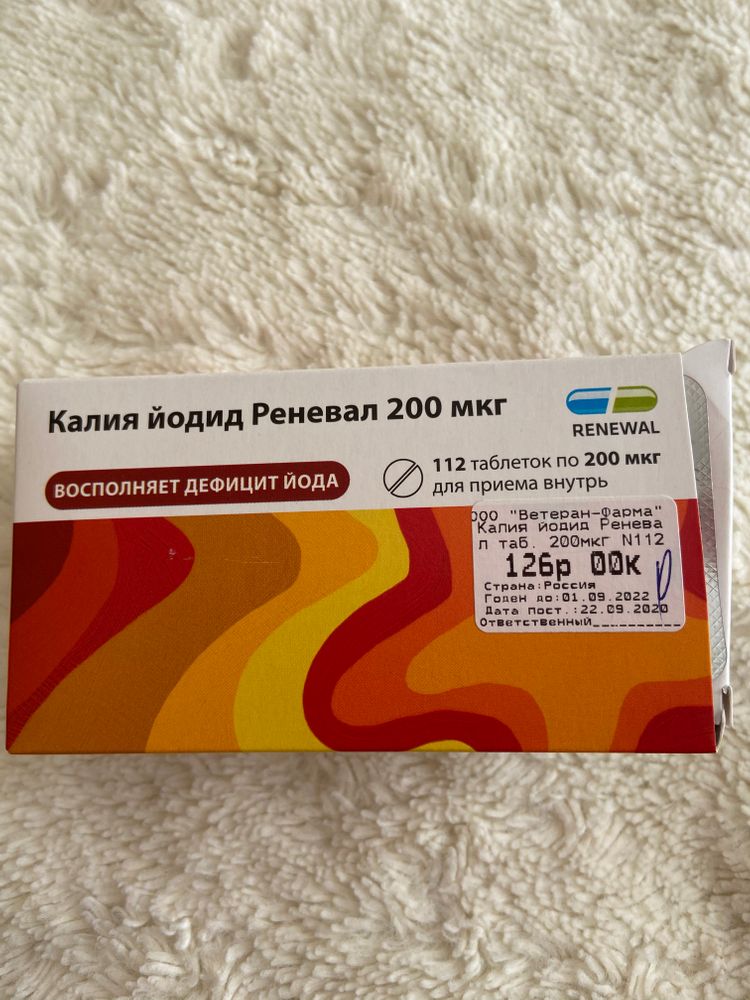 Калия йодид Реневал 200 мкг
RENEWAL
ВОСПОЛНЯЕТ ДЕФИЦИТ ЙОДА
112 таблеток по 200 мкг
для приема внутрь
ООО "Ветеран-Фарма"
Калия йодид Ренева
л таб. 200мкг N112
126р 00к
Страна:Россия
Годен до:01.09.2022
Дата пост.:22.09.2020
Ответственный__________